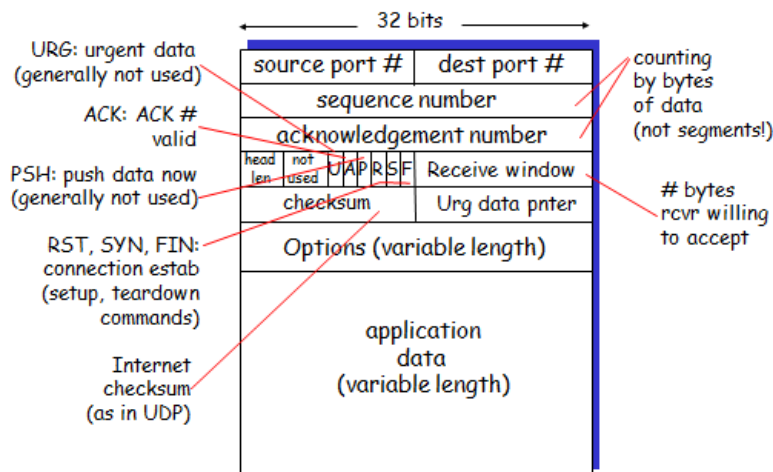 32 bits
URG: urgent data
(generally not used)
ACK: ACK #
valid
PSH: push data now
(generally not used)
RST, SYN, FIN:
connection estab
(setup, teardown
commands)
Internet
checksum
(as in UDP)
source port #
dest port #
sequence number
acknowledgement number
head
len
not
used
U
A
P
R
S
F
Receive window
checksum
Urg data pnter
Options (variable length)
application
data
(variable length)
counting
by bytes
of data
(not segments!)
# bytes
rcvr willing
to accept